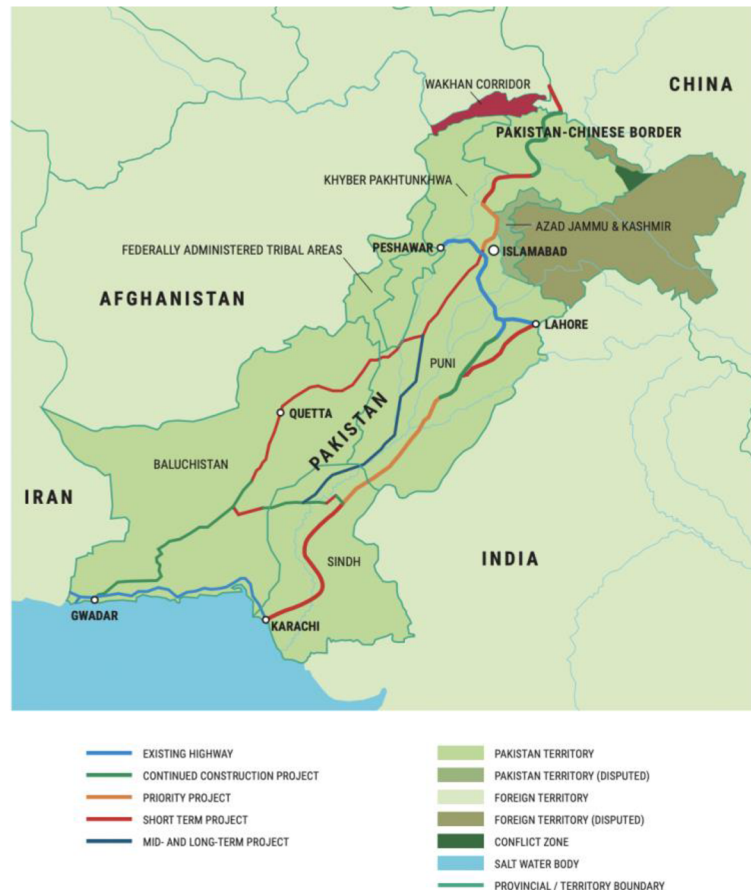 WAKHAN CORRIDOR
CHINA
PAKISTAN-CHINESE BORDER
KHYBER PAKHTUNKHWA
AZAD JAMMU & KASHMIR
PESHAWAR
ISLAMABAD
FEDERALLY ADMINISTERED TRIBAL AREAS
AFGHANISTAN
LAHORE
PUNI
QUETTA
PAKISTAN
BALUCHISTAN
IRAN
INDIA
SINDH
GWADAR
KARACHI
EXISTING HIGHWAY
CONTINUED CONSTRUCTION PROJECT
PRIORITY PROJECT
SHORT TERM PROJECT
MID- AND LONG-TERM PROJECT
PAKISTAN TERRITORY
PAKISTAN TERRITORY (DISPUTED)
FOREIGN TERRITORY
FOREIGN TERRITORY (DISPUTED)
CONFLICT ZONE
SALT WATER BODY
PROVINCIAL / TERRITORY BOUNDARY